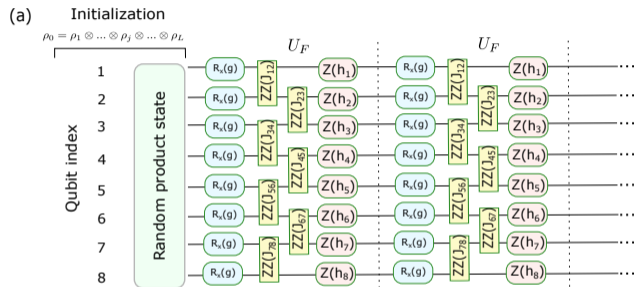 (a)
Initialization
ρ₀ = ρ₁ ⊗ ... ⊗ ρⱼ ⊗ ... ⊗ ρ_L
U_F U_F
Qubit index
Random product state
1 Rₓ(g) Z(h₁) Rₓ(g) Z(h₁) ...
ZZ(J₁₂) ZZ(J₁₂)
2 Rₓ(g) Z(h₂) Rₓ(g) Z(h₂) ...
ZZ(J₂₃) ZZ(J₂₃)
3 Rₓ(g) Z(h₃) Rₓ(g) Z(h₃) ...
ZZ(J₃₄) ZZ(J₃₄)
4 Rₓ(g) Z(h₄) Rₓ(g) Z(h₄) ...
ZZ(J₄₅) ZZ(J₄₅)
5 Rₓ(g) Z(h₅) Rₓ(g) Z(h₅) ...
ZZ(J₅₆) ZZ(J₅₆)
6 Rₓ(g) Z(h₆) Rₓ(g) Z(h₆) ...
ZZ(J₆₇) ZZ(J₆₇)
7 Rₓ(g) Z(h₇) Rₓ(g) Z(h₇) ...
ZZ(J₇₈) ZZ(J₇₈)
8 Rₓ(g) Z(h₈) Rₓ(g) Z(h₈) ...